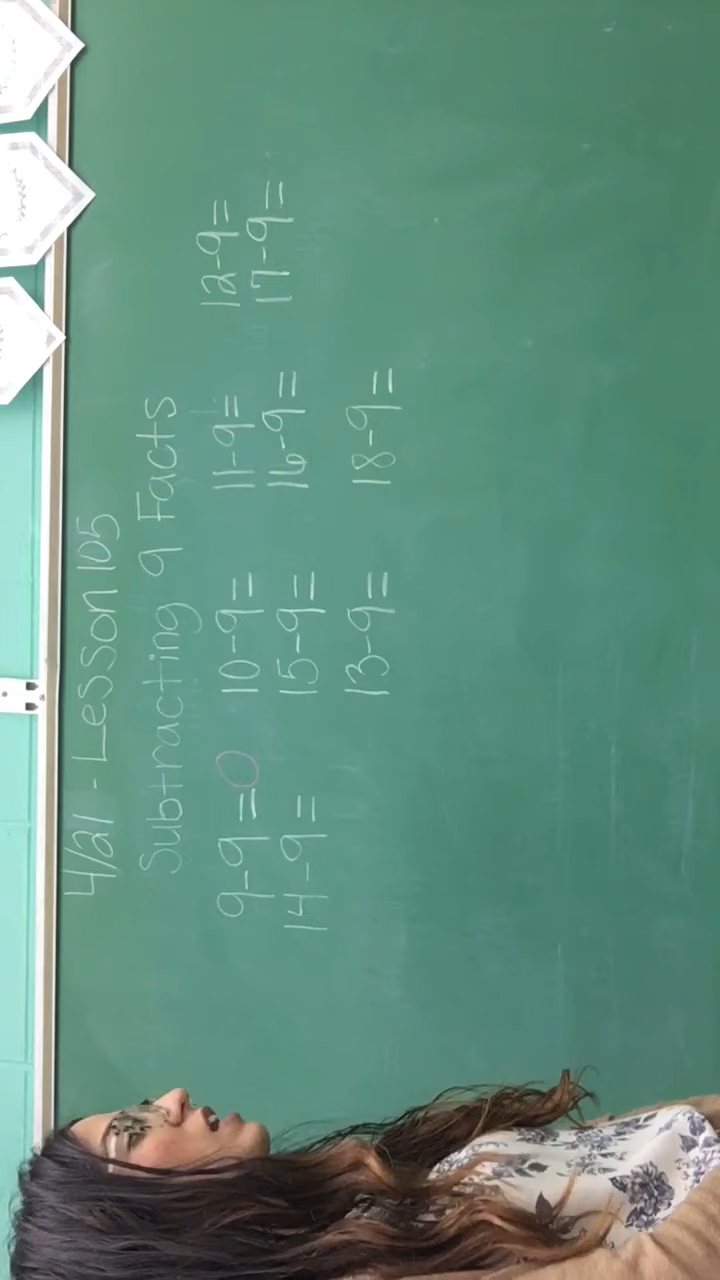 4/21 - Lesson 105
Subtracting 9 Facts
9-9=0 10-9= 11-9= 12-9=
14-9= 15-9= 16-9= 17-9=
13-9= 18-9=